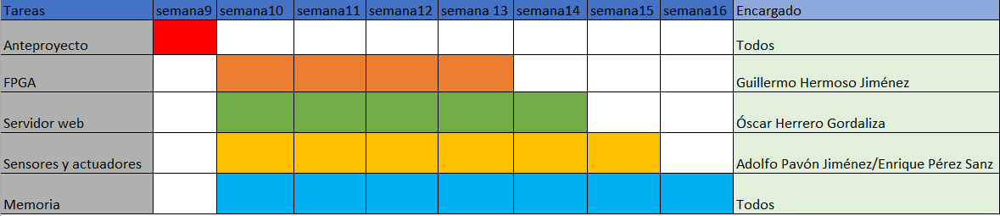 Tareas semana9 semana10 semana11 semana12 semana 13 semana14 semana15 semana16 Encargado
Anteproyecto Todos
FPGA Guillermo Hermoso Jiménez
Servidor web Óscar Herrero Gordaliza
Sensores y actuadores Adolfo Pavón Jiménez/Enrique Pérez Sanz
Memoria Todos